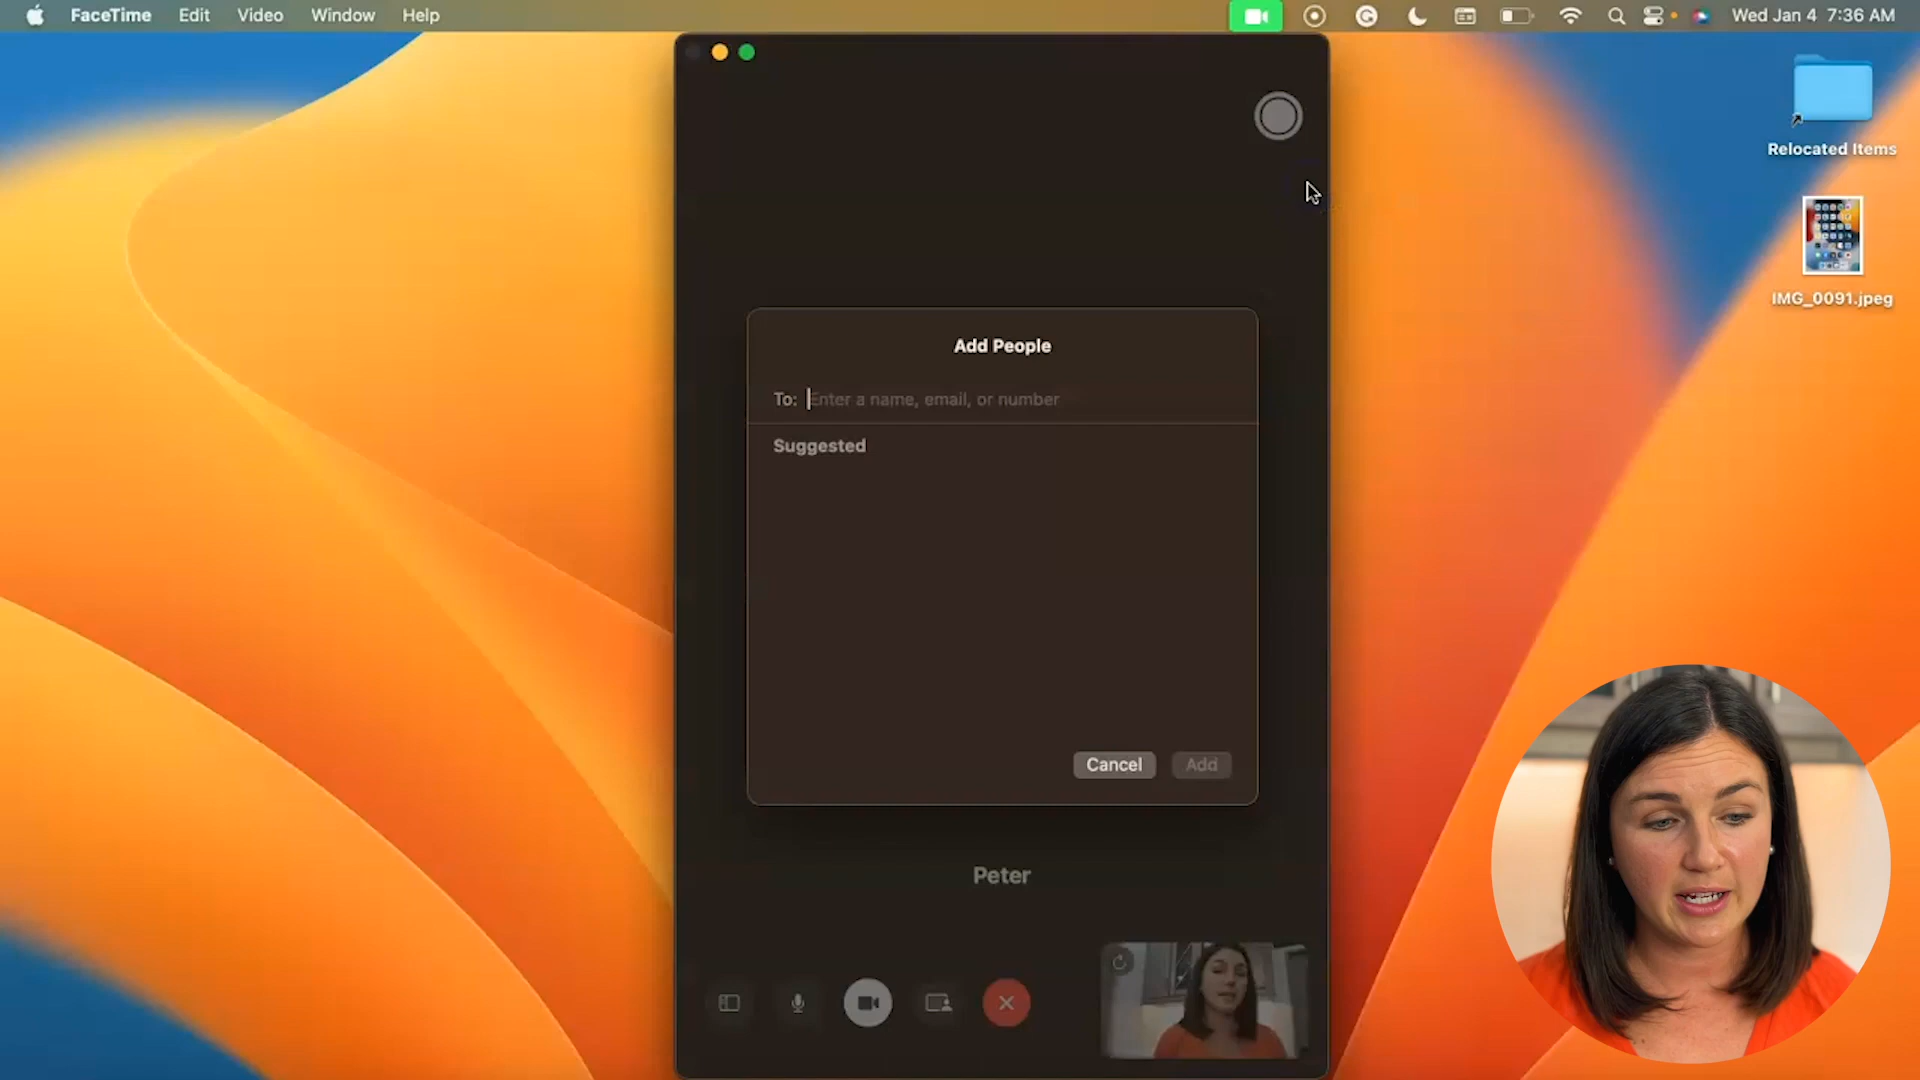 FaceTime Edit Video Window Help Wed Jan 4 7:36 AM
Relocated Items
IMG_0091.jpeg
Add People
To: Enter a name, email, or number
Suggested
Cancel Add
Peter